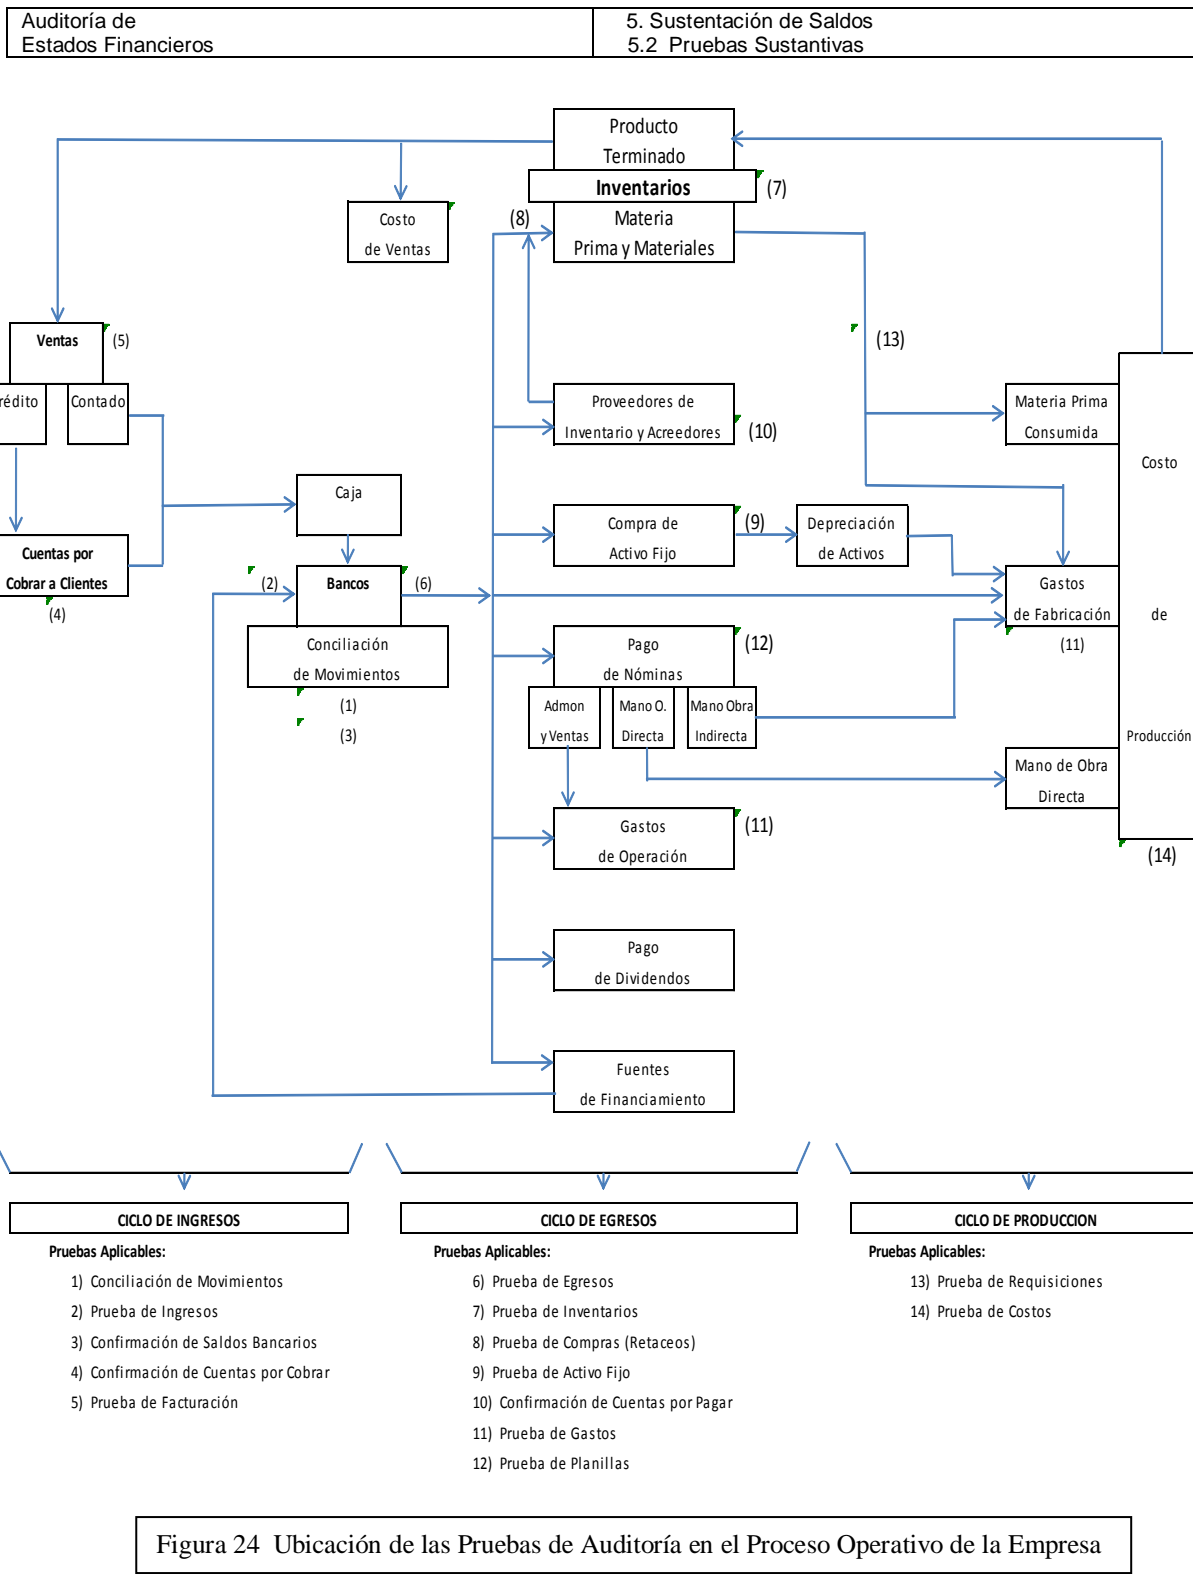 Auditoría de
Estados Financieros
5. Sustentación de Saldos
5.2 Pruebas Sustantivas
Producto
Terminado
Inventarios
(7)
Materia
Prima y Materiales
(8)
Costo
de Ventas
Ventas
(5)
rédito
Contado
(13)
Proveedores de
Inventario y Acreedores
(10)
Materia Prima
Consumida
Costo
de
Producción
Caja
Compra de
Activo Fijo
(9)
Depreciación
de Activos
Cuentas por
Cobrar a Clientes
(4)
(2)
Bancos
(6)
Conciliación
de Movimientos
(1)
(3)
Gastos
de Fabricación
(11)
Pago
de Nóminas
(12)
Admon
y Ventas
Mano O.
Directa
Mano Obra
Indirecta
Mano de Obra
Directa
Gastos
de Operación
(11)
(14)
Pago
de Dividendos
Fuentes
de Financiamiento
CICLO DE INGRESOS
Pruebas Aplicables:
1) Conciliación de Movimientos
2) Prueba de Ingresos
3) Confirmación de Saldos Bancarios
4) Confirmación de Cuentas por Cobrar
5) Prueba de Facturación
CICLO DE EGRESOS
Pruebas Aplicables:
6) Prueba de Egresos
7) Prueba de Inventarios
8) Prueba de Compras (Retaceos)
9) Prueba de Activo Fijo
10) Confirmación de Cuentas por Pagar
11) Prueba de Gastos
12) Prueba de Planillas
CICLO DE PRODUCCION
Pruebas Aplicables:
13) Prueba de Requisiciones
14) Prueba de Costos
Figura 24 Ubicación de las Pruebas de Auditoría en el Proceso Operativo de la Empresa